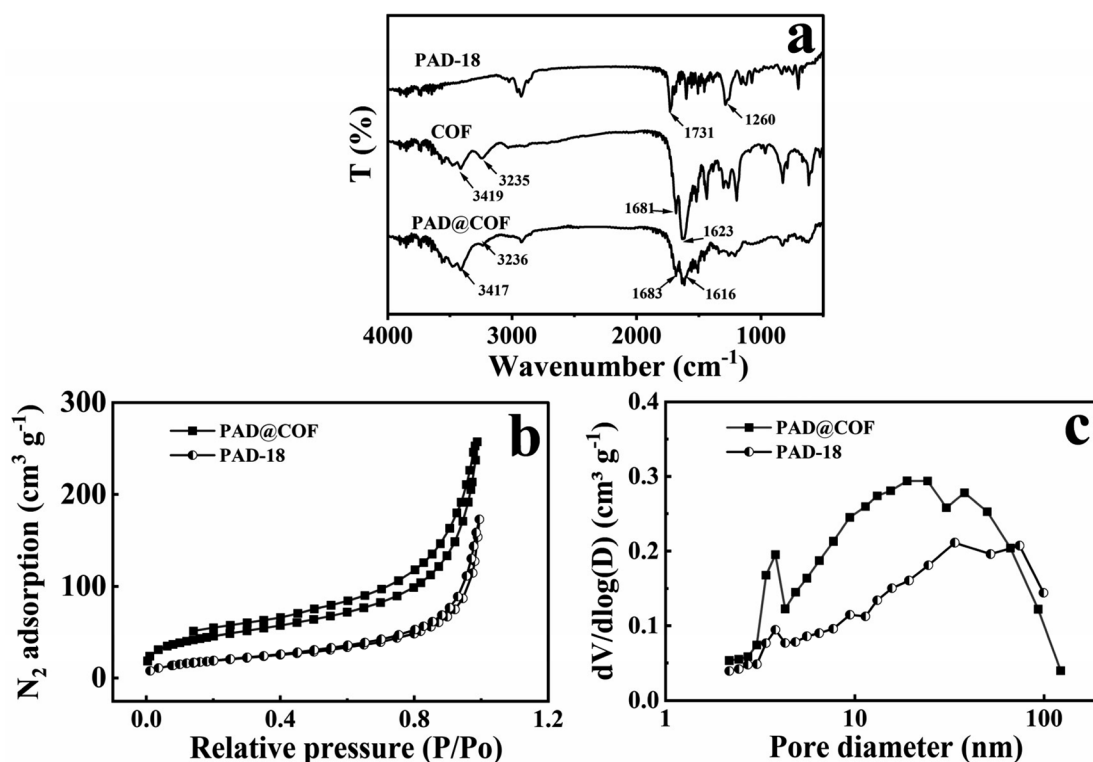 a
PAD-18
1731
1260
COF
3419
3235
1681
1623
PAD@COF
3417
3236
1683
1616
T (%)
4000 3000 2000 1000
Wavenumber (cm⁻¹)
b
PAD@COF
PAD-18
300
200
100
0
N₂ adsorption (cm³ g⁻¹)
0.0 0.4 0.8 1.2
Relative pressure (P/Po)
c
PAD@COF
PAD-18
0.4
0.3
0.2
0.1
0.0
dV/dlog(D) (cm³ g⁻¹)
1 10 100
Pore diameter (nm)